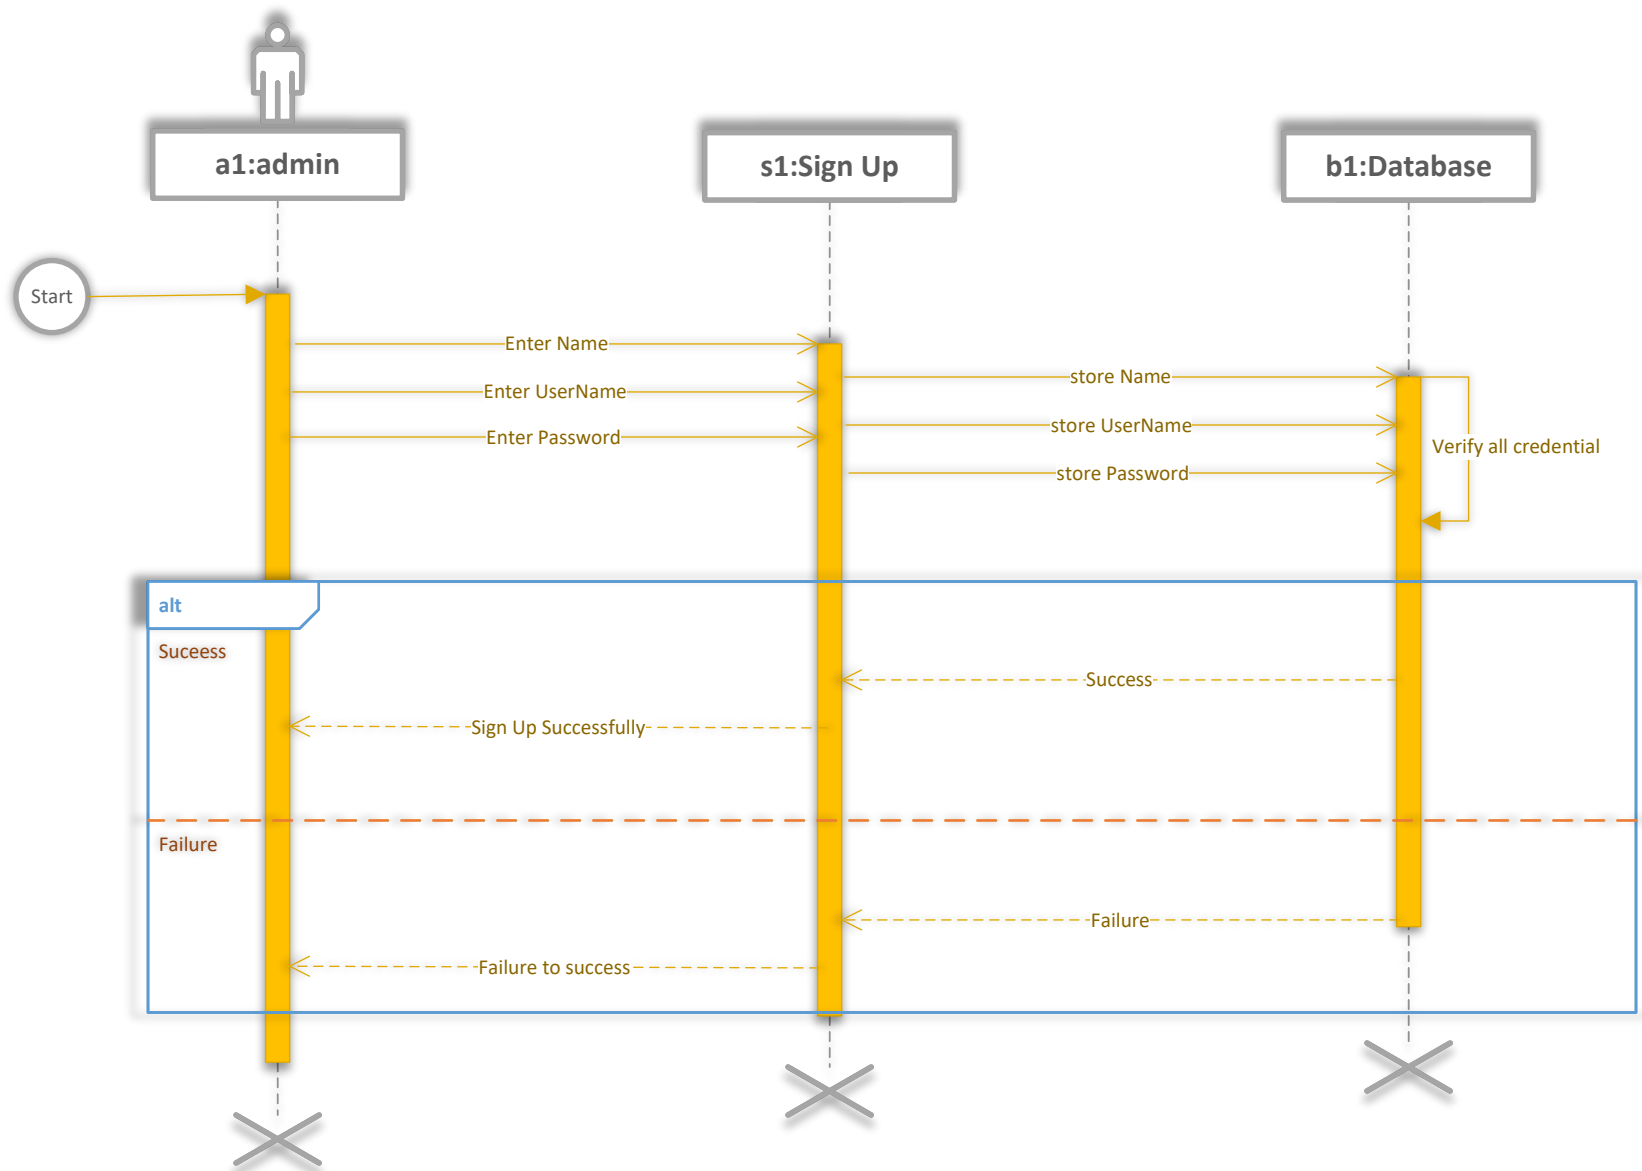 a1:admin
s1:Sign Up
b1:Database
Start
Enter Name
store Name
Enter UserName
store UserName
Enter Password
Verify all credential
store Password
alt
Suceess
Success
Sign Up Successfully
Failure
Failure
Failure to success